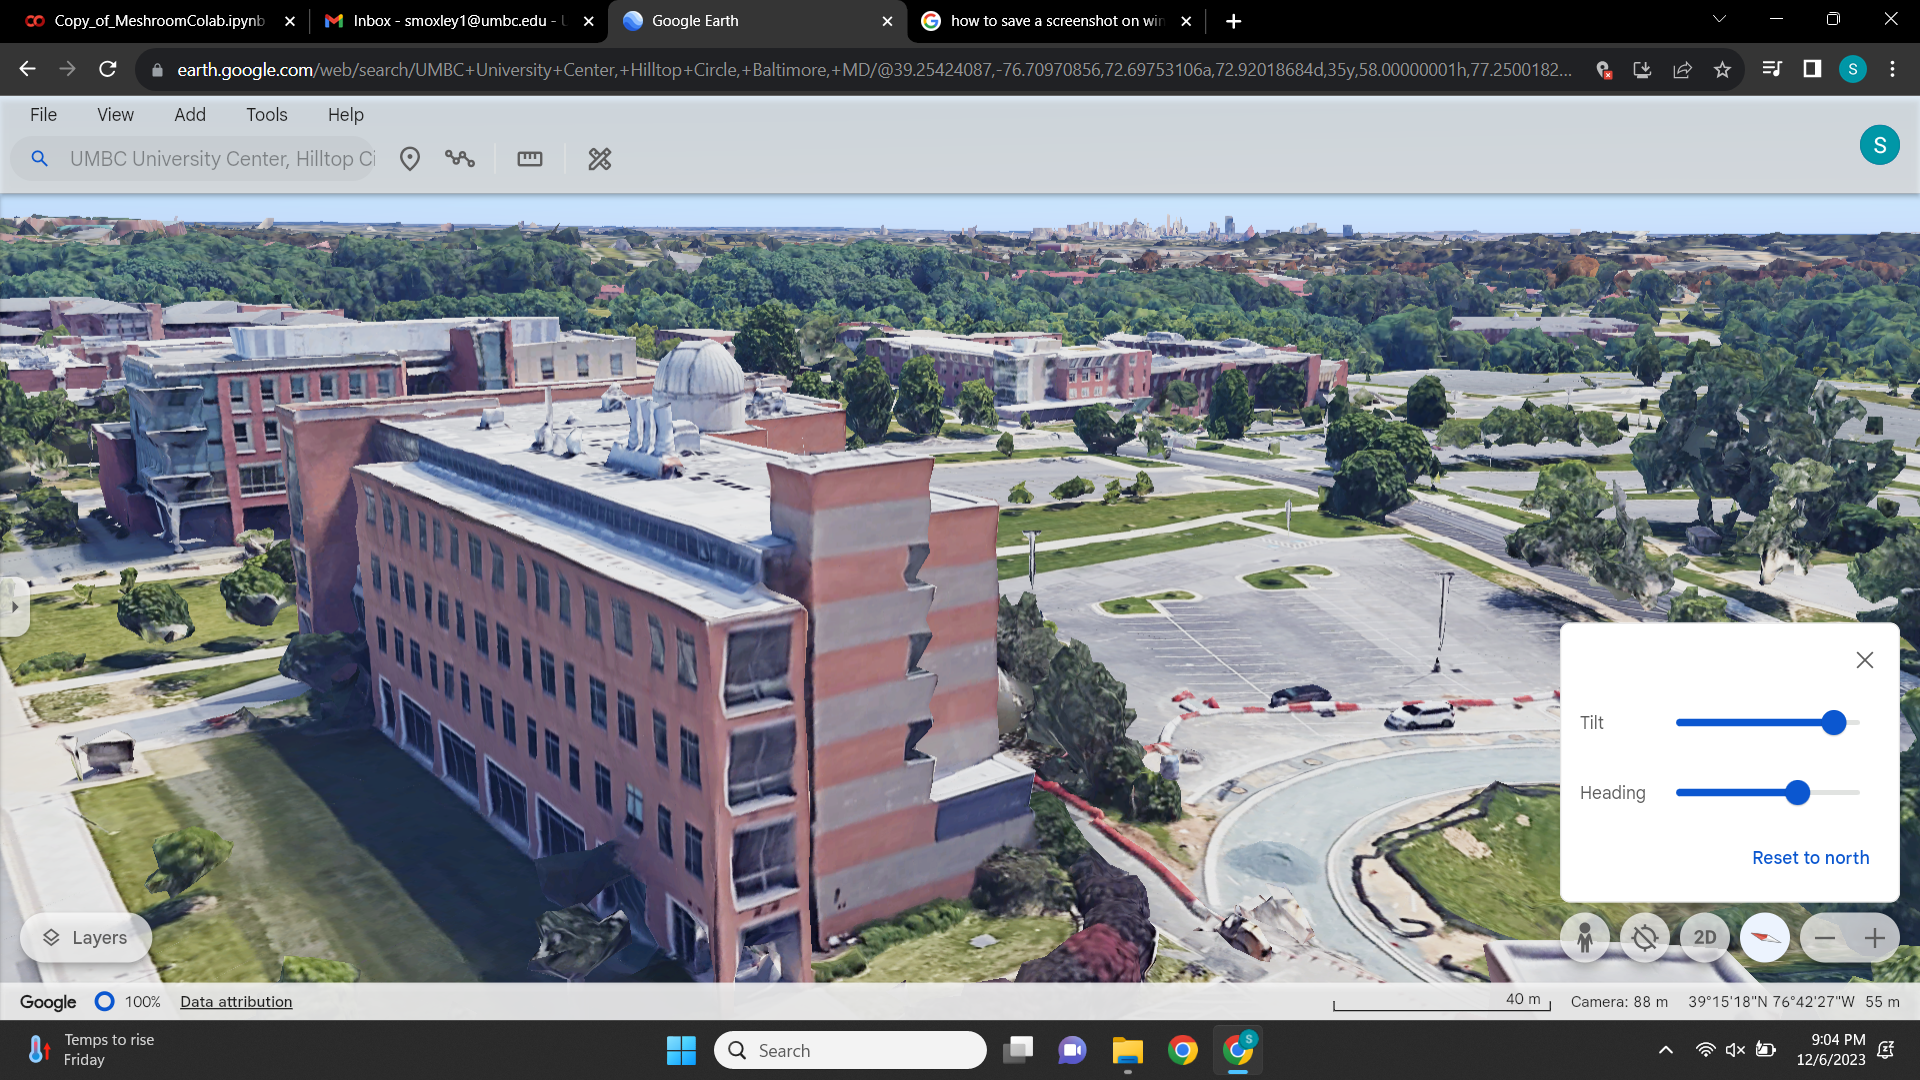 Copy_of_MeshroomColab.ipynb
Inbox - smoxley1@umbc.edu - U
Google Earth
how to save a screenshot on win
earth.google.com/web/search/UMBC+University+Center,+Hilltop+Circle,+Baltimore,+MD/@39.25424087,-76.70970856,72.69753106a,72.92018684d,35y,58.00000001h,77.2500182...
S
File
View
Add
Tools
Help
UMBC University Center, Hilltop Ci
S
Tilt
Heading
Reset to north
Layers
2D
Google
100%
Data attribution
40 m
Camera: 88 m
39°15'18"N 76°42'27"W
55 m
Temps to rise
Friday
Search
S
9:04 PM
12/6/2023